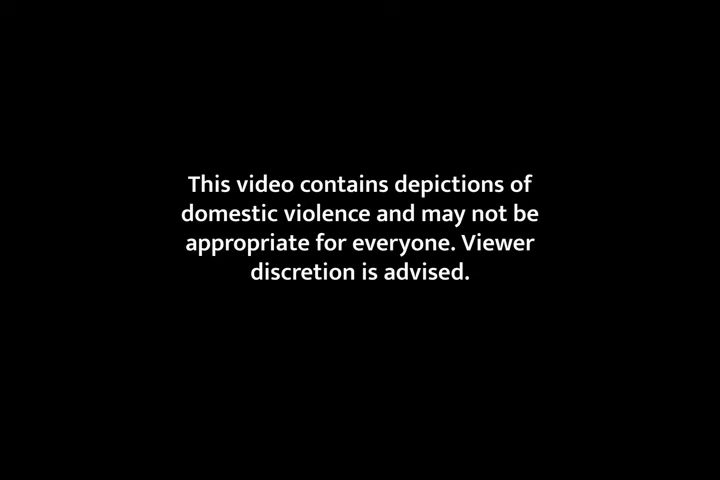 This video contains depictions of
domestic violence and may not be
appropriate for everyone. Viewer
discretion is advised.